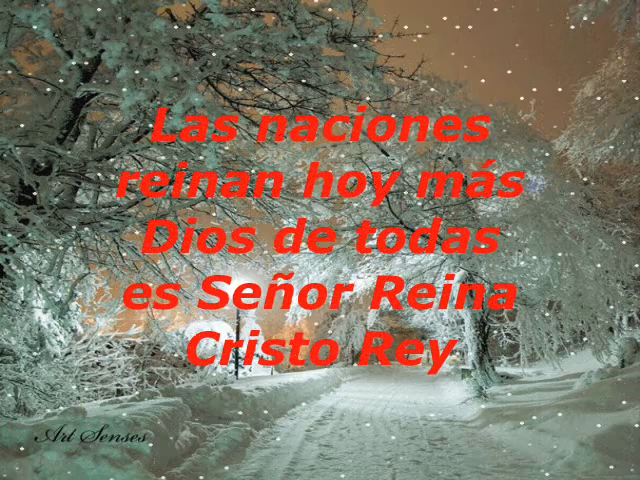 Las naciones
reinan hoy más
Dios de todas
es Señor Reina
Cristo Rey
Art Senses